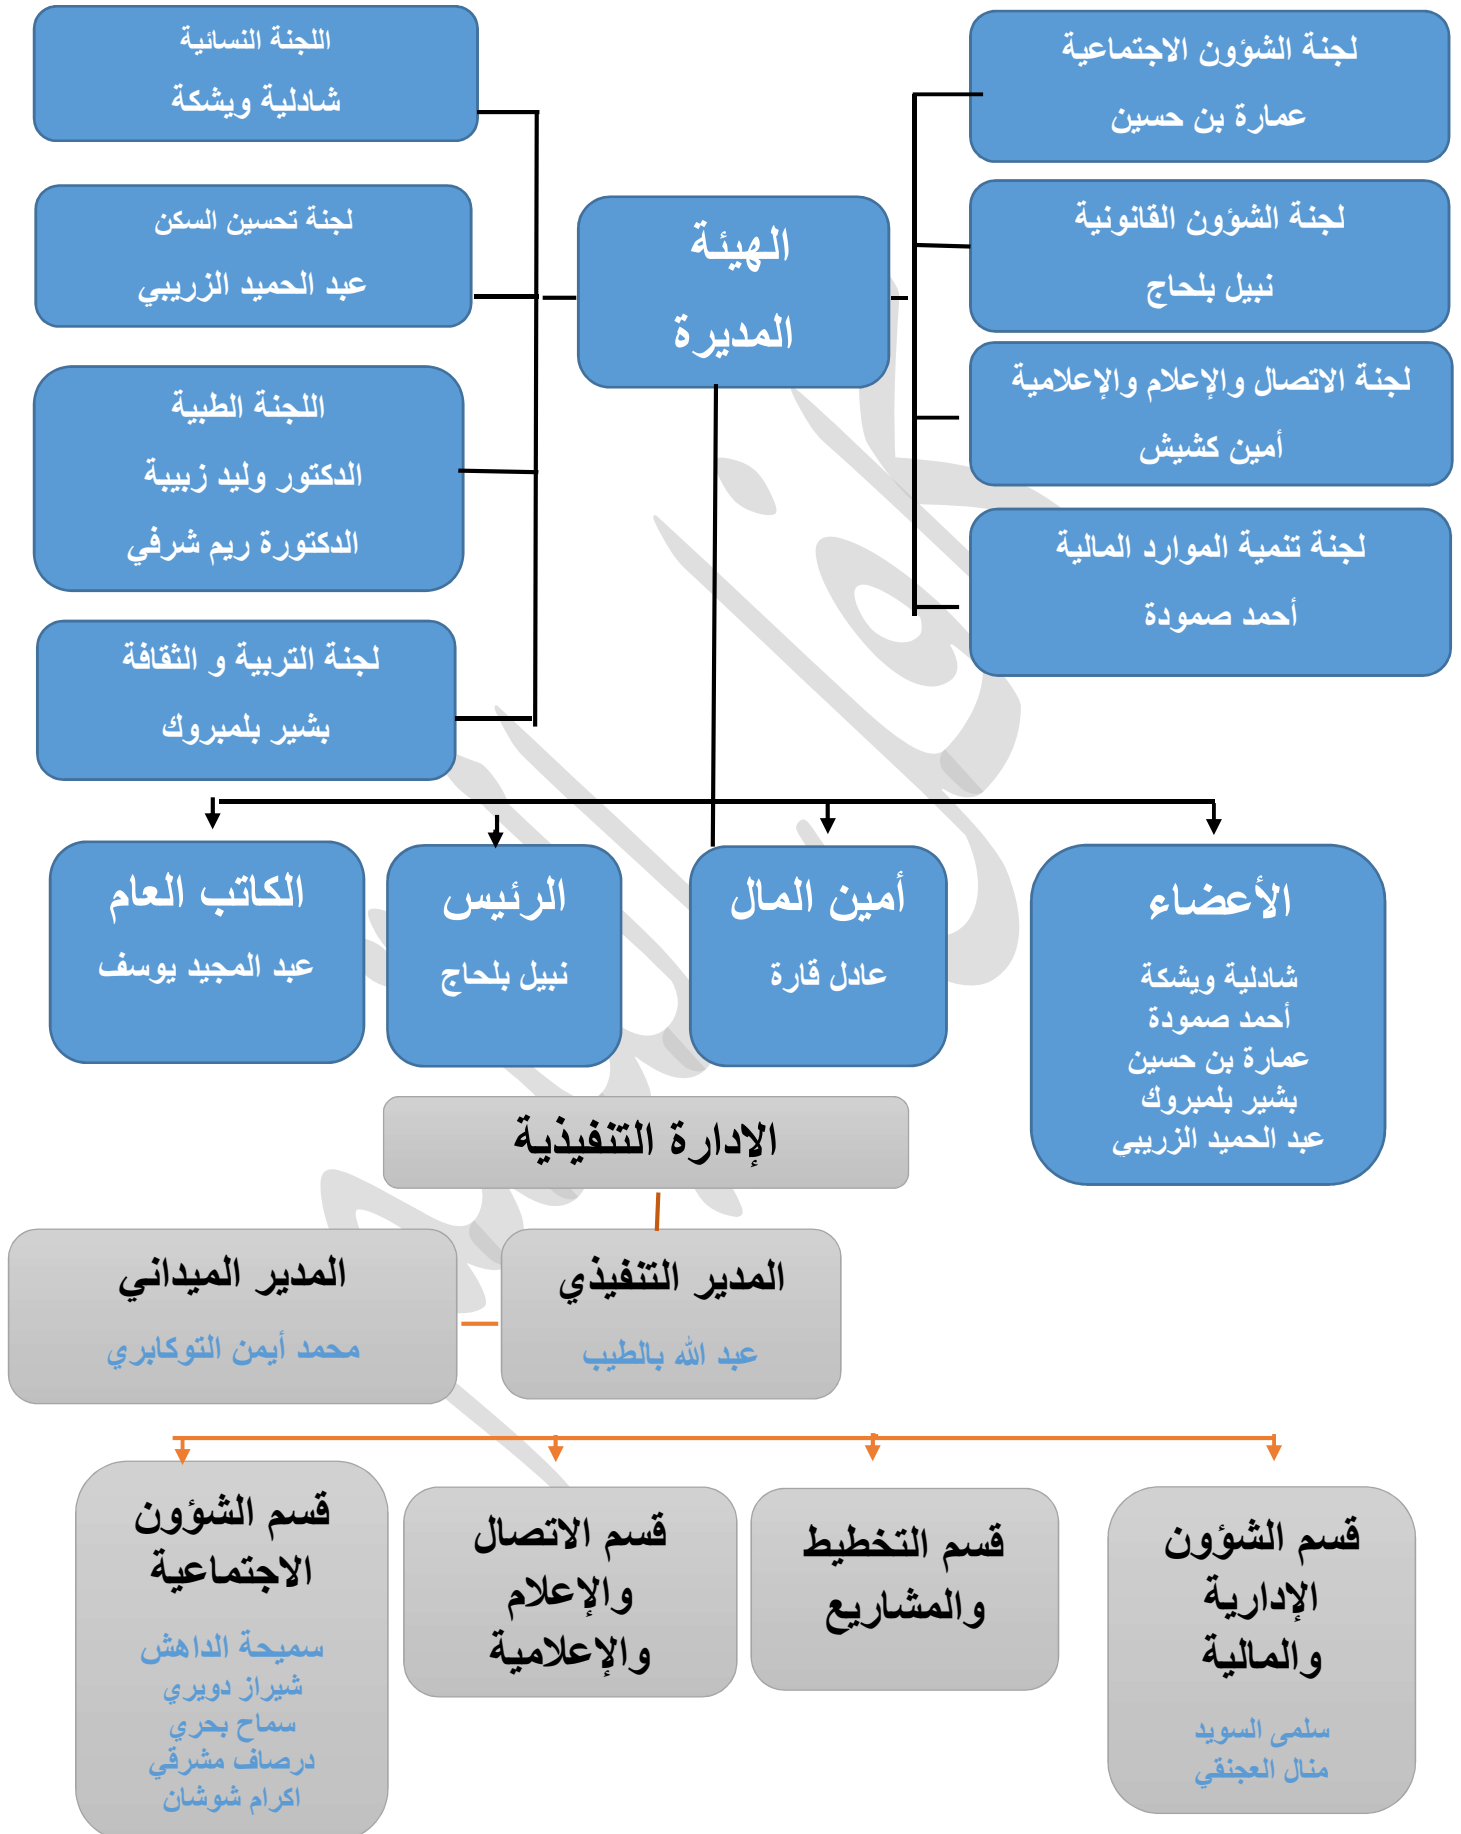 لجنة الشؤون الاجتماعية
عمارة بن حسين
لجنة الشؤون القانونية
نبيل بلحاج
لجنة الاتصال والإعلام والإعلامية
أمين كشيش
لجنة تنمية الموارد المالية
أحمد صمودة
الهيئة
المديرة
اللجنة النسائية
شادلية ويشكة
لجنة تحسين السكن
عبد الحميد الزريبي
اللجنة الطبية
الدكتور وليد زبيبة
الدكتورة ريم شرفي
لجنة التربية و الثقافة
بشير بلمبروك
الأعضاء
شادلية ويشكة
أحمد صمودة
عمارة بن حسين
بشير بلمبروك
عبد الحميد الزريبي
أمين المال
عادل قارة
الرئيس
نبيل بلحاج
الكاتب العام
عبد المجيد يوسف
الإدارة التنفيذية
المدير التنفيذي
عبد الله بالطيب
المدير الميداني
محمد أيمن التوكابري
قسم الشؤون
الإدارية
والمالية
سلمى السويد
منال العجنقي
قسم التخطيط
والمشاريع
قسم الاتصال
والإعلام
والإعلامية
قسم الشؤون
الاجتماعية
سميحة الداهش
شيراز دويري
سماح بحري
درصاف مشرقي
اكرام شوشان